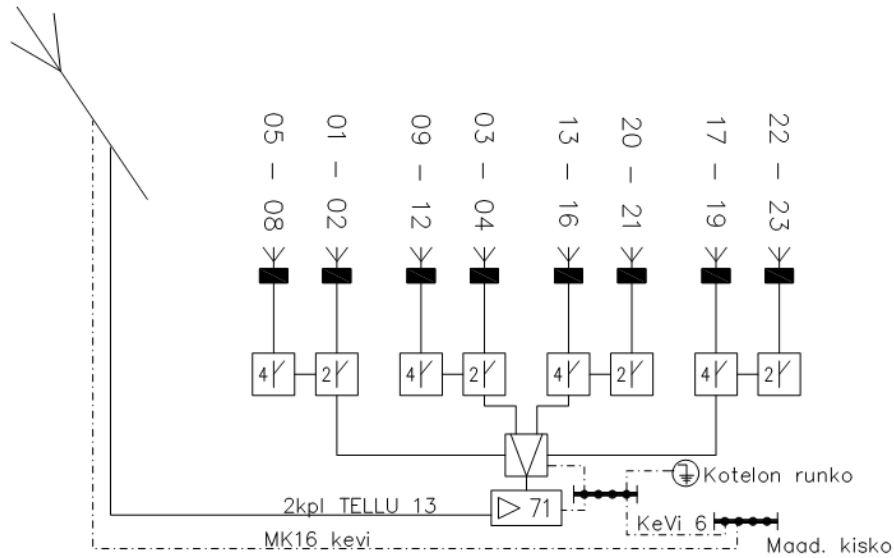 05 - 08
01 - 02
09 - 12
03 - 04
13 - 16
20 - 21
17 - 19
22 - 23
4
2
4
2
4
2
4
2
Kotelon runko
2kpl TELLU 13
71
KeVi 6
MK16 kevi
Maad. kisko